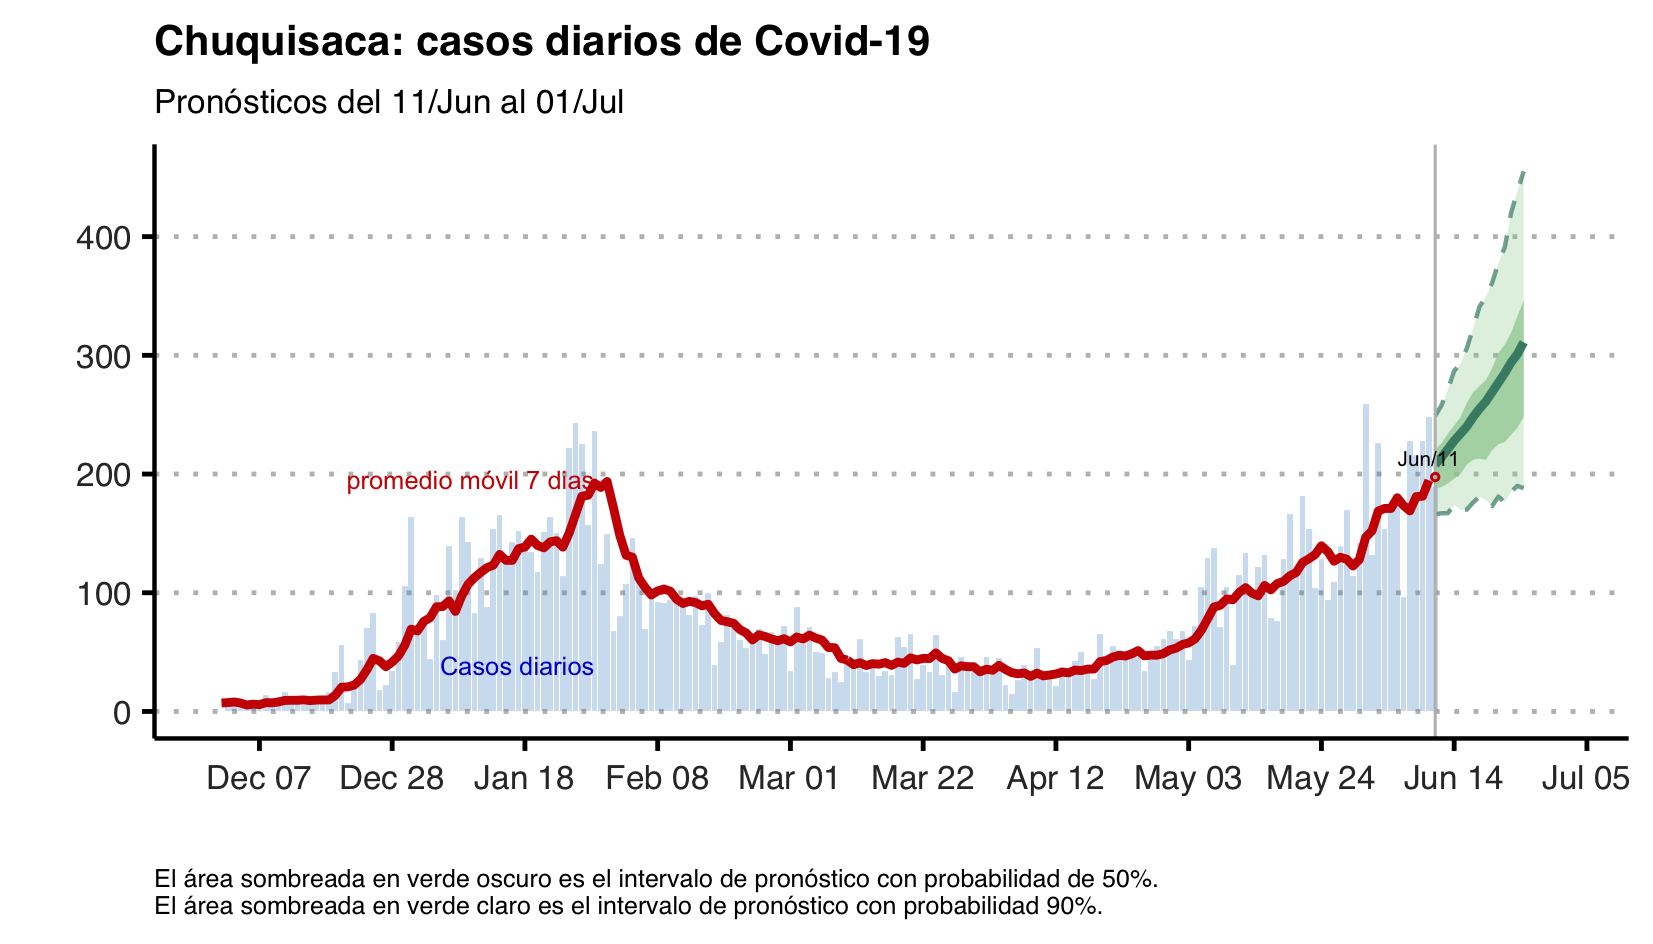 Chuquisaca: casos diarios de Covid-19
Pronósticos del 11/Jun al 01/Jul
400
300
200
100
0
promedio móvil 7 días
Casos diarios
Jun/11
Dec 07 Dec 28 Jan 18 Feb 08 Mar 01 Mar 22 Apr 12 May 03 May 24 Jun 14 Jul 05
El área sombreada en verde oscuro es el intervalo de pronóstico con probabilidad de 50%.
El área sombreada en verde claro es el intervalo de pronóstico con probabilidad 90%.